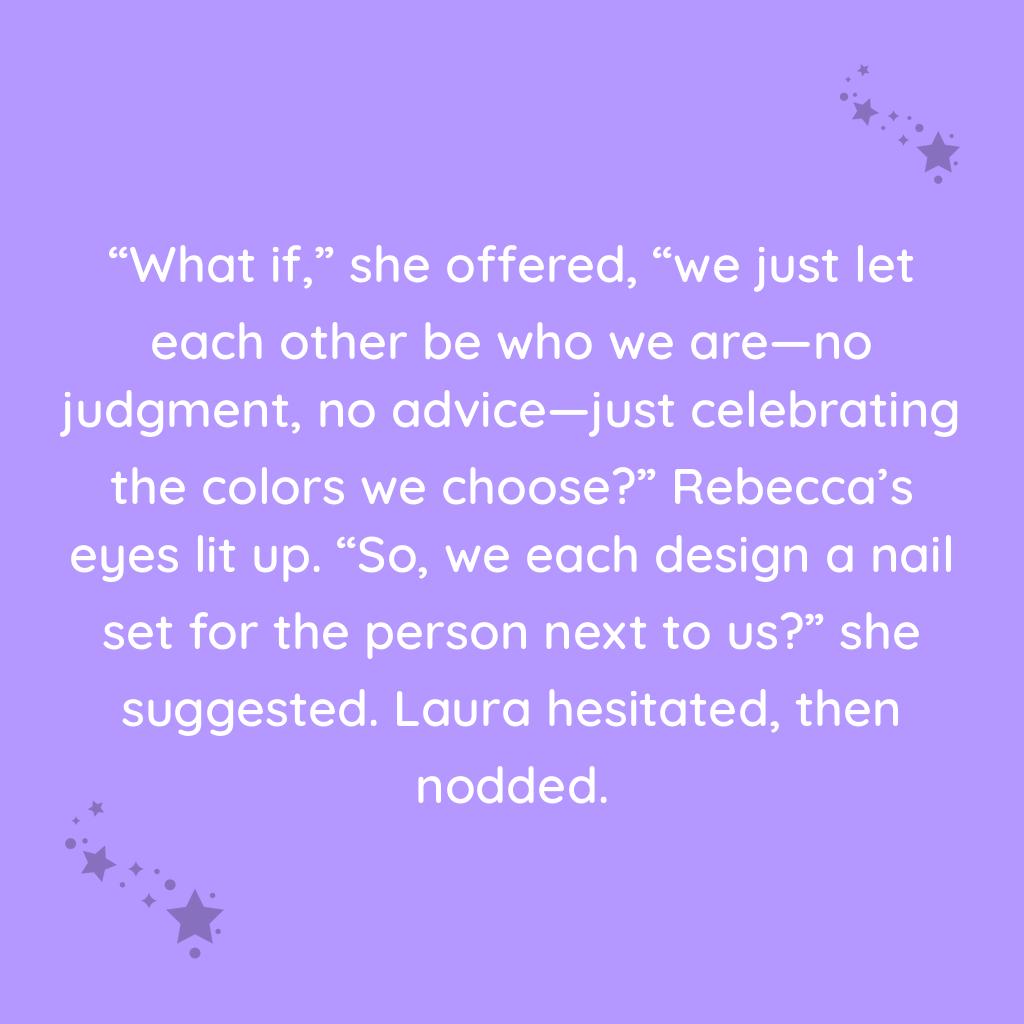 “What if,” she offered, “we just let
each other be who we are—no
judgment, no advice—just celebrating
the colors we choose?” Rebecca’s
eyes lit up. “So, we each design a nail
set for the person next to us?” she
suggested. Laura hesitated, then
nodded.